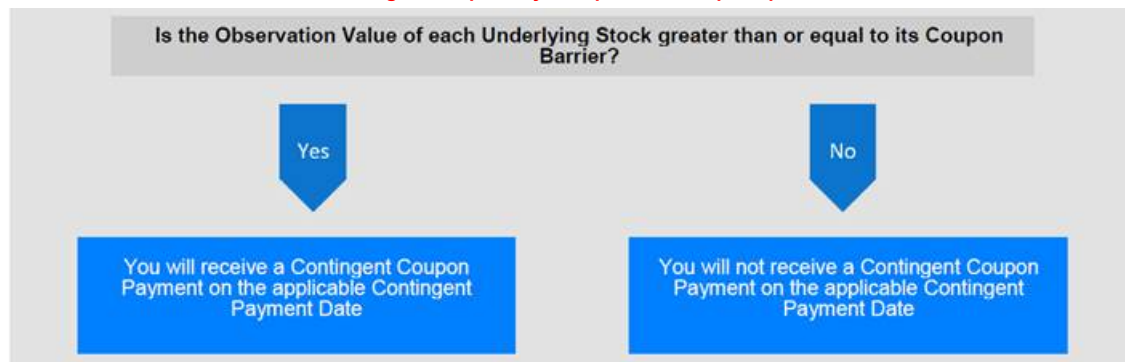 Is the Observation Value of each Underlying Stock greater than or equal to its Coupon
Barrier?
Yes
No
You will receive a Contingent Coupon
Payment on the applicable Contingent
Payment Date
You will not receive a Contingent Coupon
Payment on the applicable Contingent
Payment Date